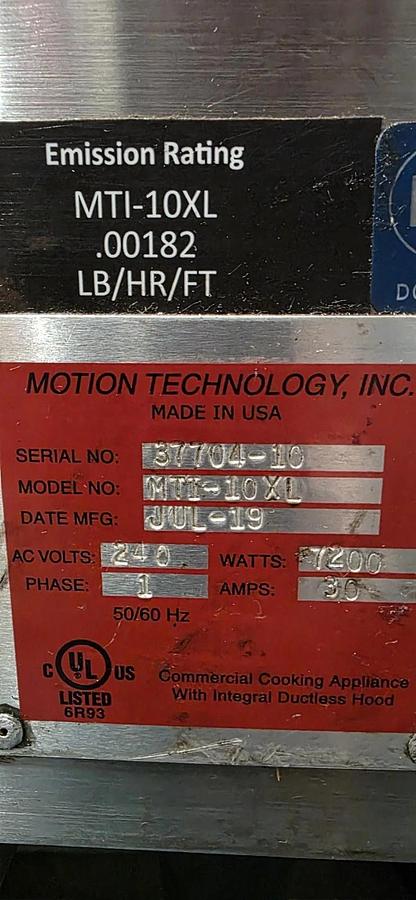 Emission Rating
MTI-10XL
.00182
LB/HR/FT
MOTION TECHNOLOGY, INC.
MADE IN USA
SERIAL NO: 37704-10
MODEL NO: MTI-10XL
DATE MFG: JUL-19
AC VOLTS: 240 WATTS: 7200
PHASE: 1 AMPS: 30
50/60 Hz
C UL US
LISTED
6R93
Commercial Cooking Appliance
With Integral Ductless Hood